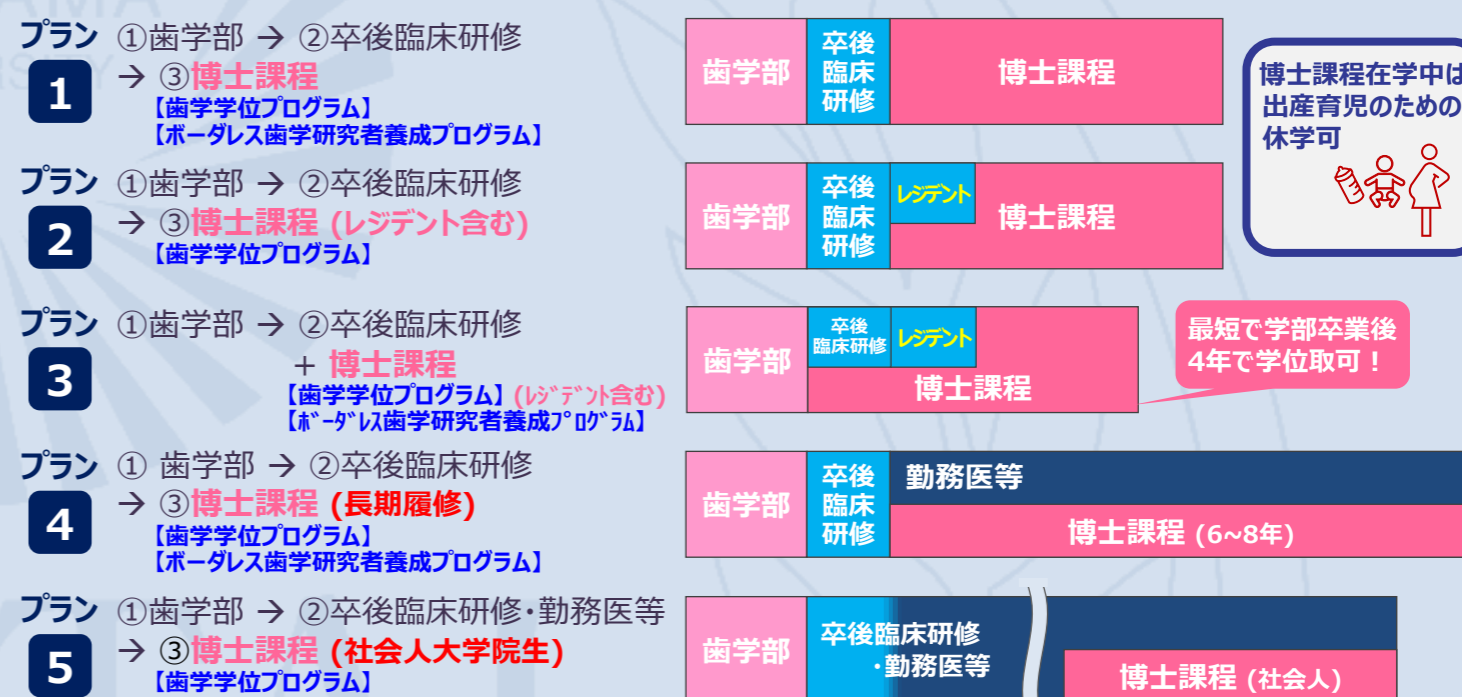 プラン 1
①歯学部 → ②卒後臨床研修
→ ③博士課程
【歯学学位プログラム】
【ボーダレス歯学研究者養成プログラム】
歯学部
卒後
臨床
研修
博士課程
博士課程在学中は
出産育児のための
休学可
プラン 2
①歯学部 → ②卒後臨床研修
→ ③博士課程 (レジデント含む)
【歯学学位プログラム】
歯学部
卒後
臨床
研修
レジデント
博士課程
プラン 3
①歯学部 → ②卒後臨床研修
+ 博士課程
【歯学学位プログラム】(ﾚｼﾞﾃﾞﾝﾄ含む)
【ﾎﾞｰﾀﾞﾚｽ歯学研究者養成ﾌﾟﾛｸﾞﾗﾑ】
歯学部
卒後
臨床研修
レジデント
博士課程
最短で学部卒業後
4年で学位取可！
プラン 4
① 歯学部 → ②卒後臨床研修
→ ③博士課程 (長期履修)
【歯学学位プログラム】
【ボーダレス歯学研究者養成プログラム】
歯学部
卒後
臨床
研修
勤務医等
博士課程 (6~8年)
プラン 5
①歯学部 → ②卒後臨床研修・勤務医等
→ ③博士課程 (社会人大学院生)
【歯学学位プログラム】
歯学部
卒後臨床研修
・勤務医等
博士課程 (社会人)